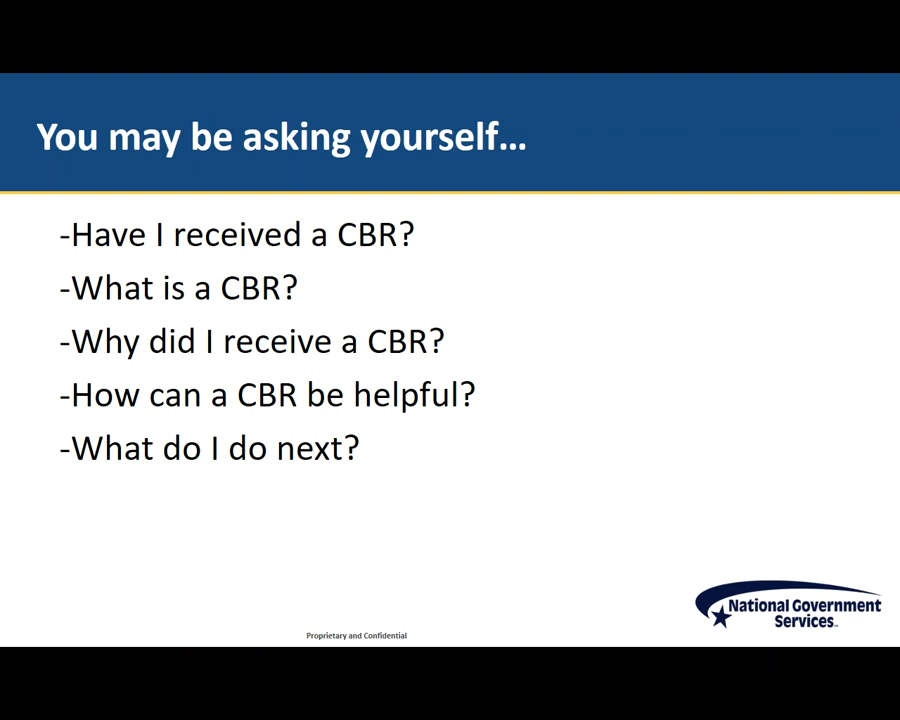 You may be asking yourself...
-Have I received a CBR?
-What is a CBR?
-Why did I receive a CBR?
-How can a CBR be helpful?
-What do I do next?
National Government
Services
Proprietary and Confidential